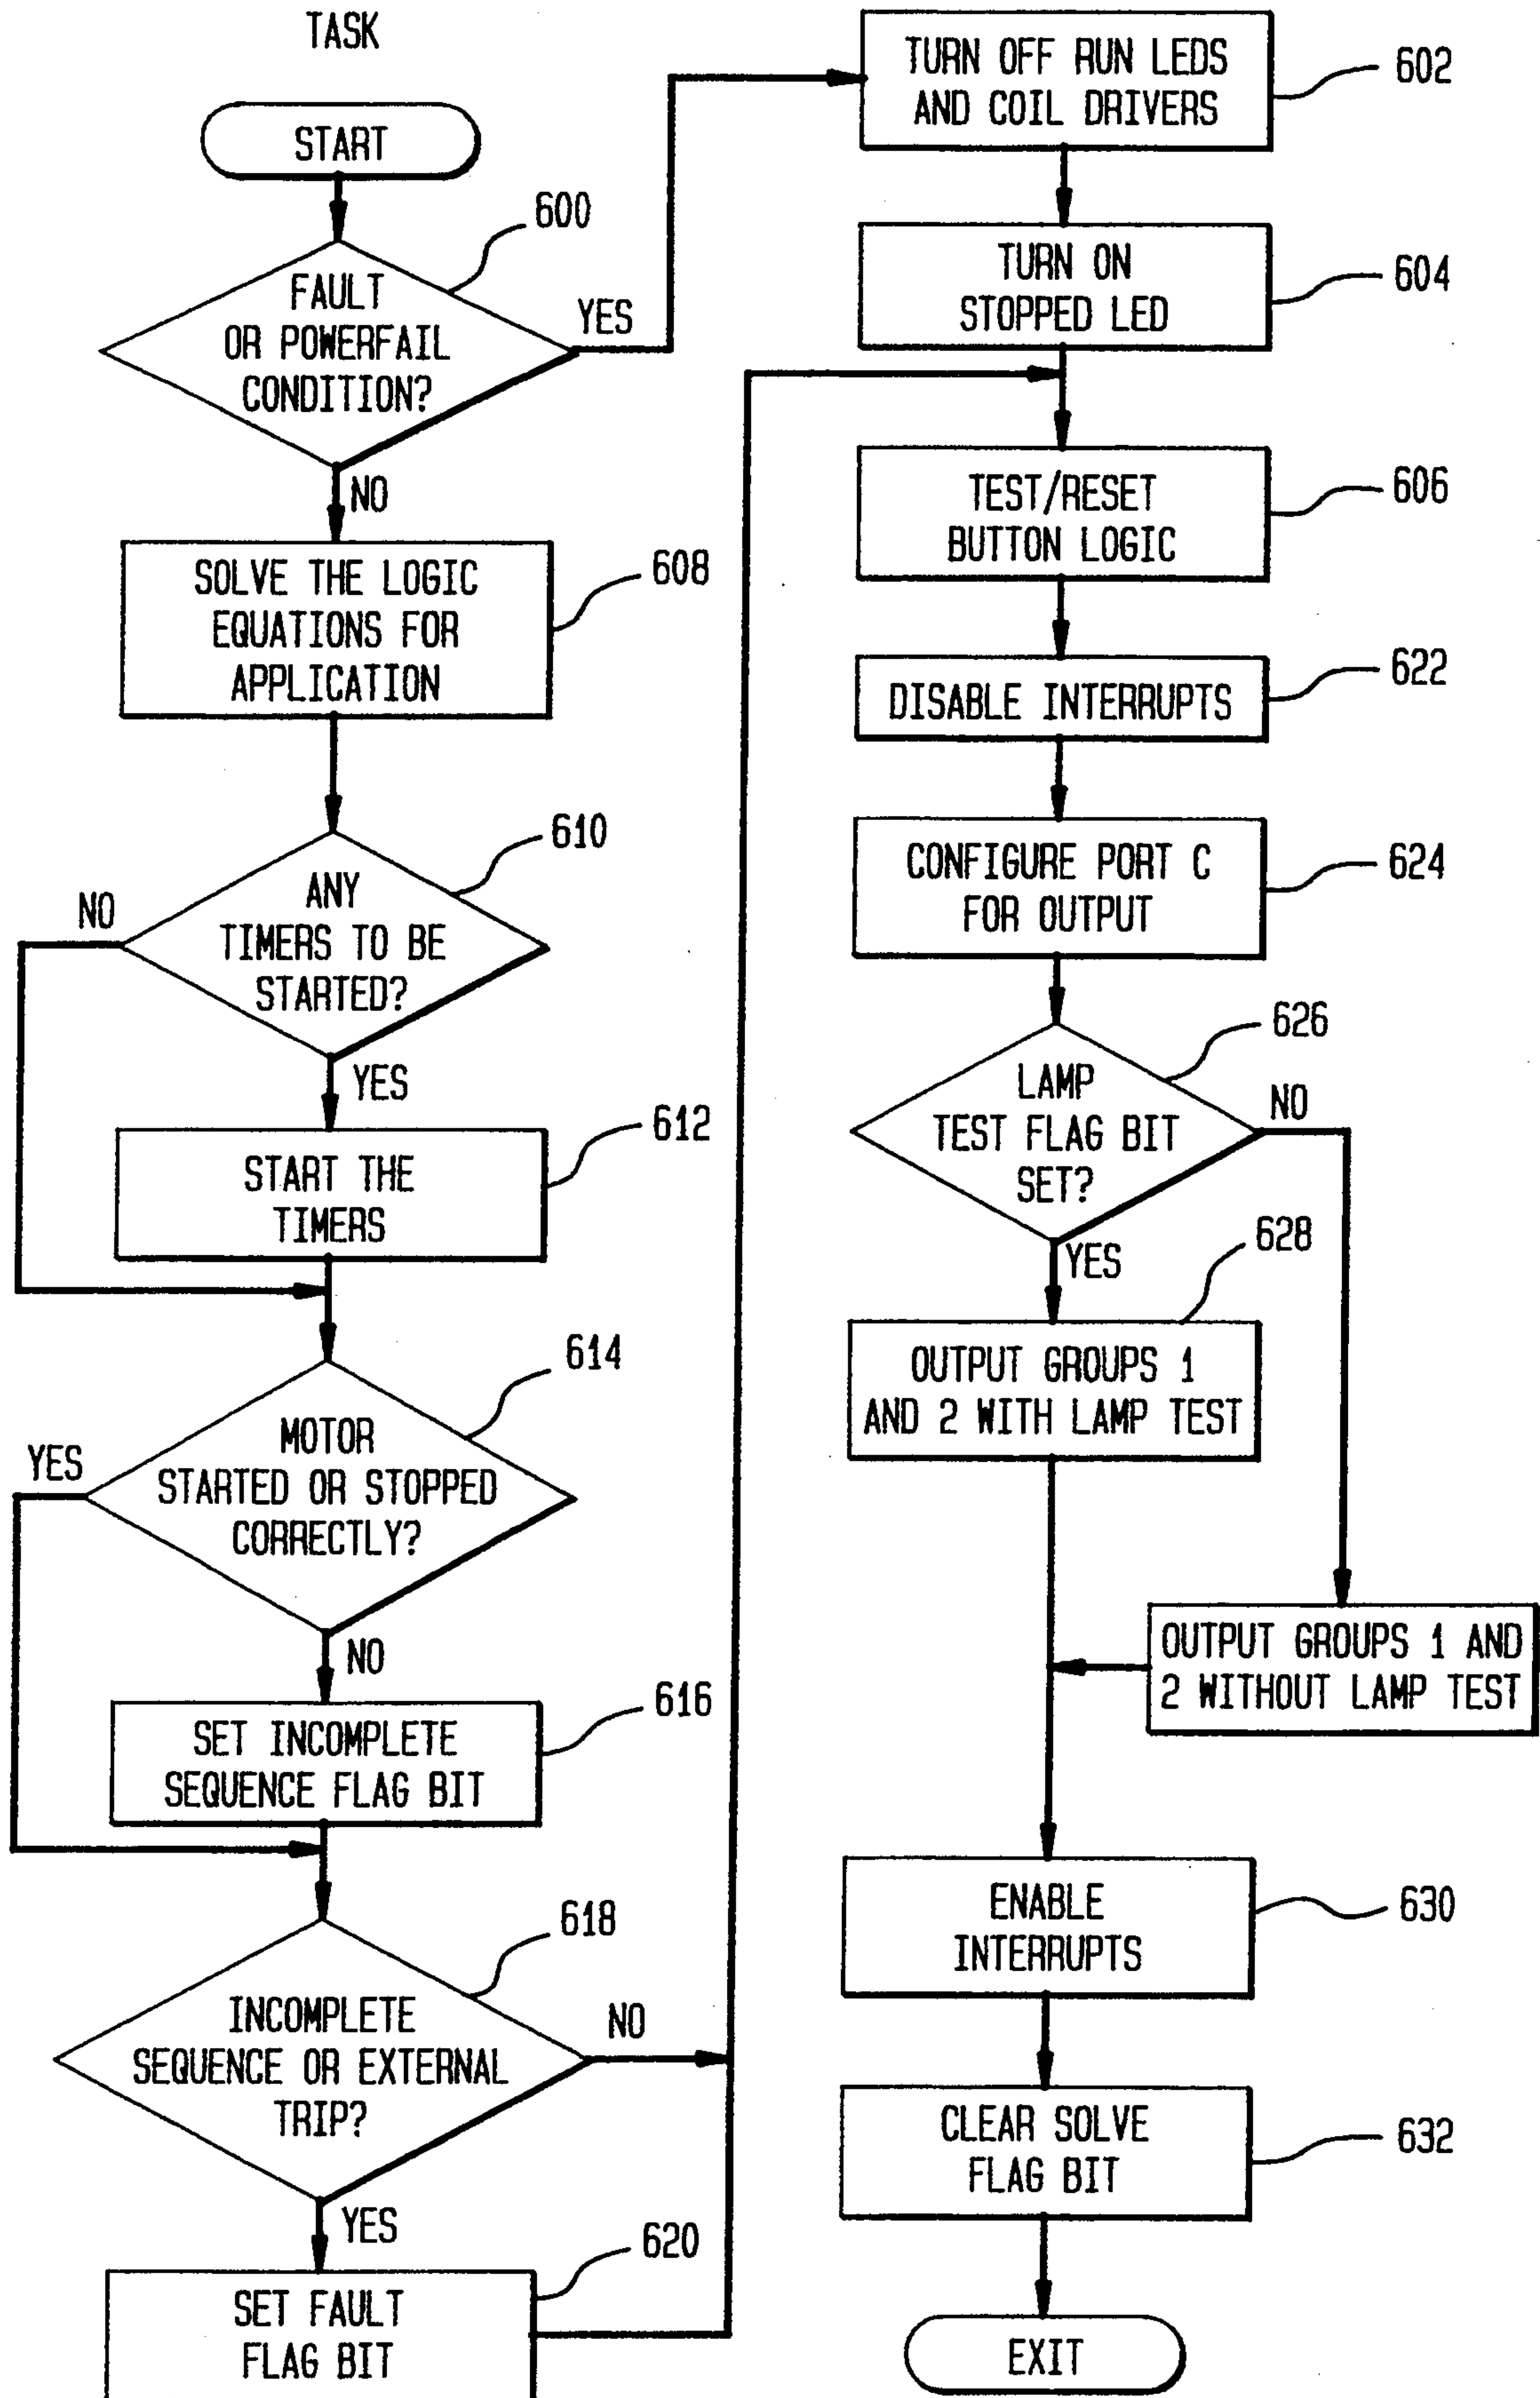 TASK
START
600
FAULT
OR POWERFAIL
CONDITION?
YES
NO
SOLVE THE LOGIC
EQUATIONS FOR
APPLICATION
608
610
ANY
TIMERS TO BE
STARTED?
NO
YES
START THE
TIMERS
612
614
MOTOR
STARTED OR STOPPED
CORRECTLY?
YES
NO
SET INCOMPLETE
SEQUENCE FLAG BIT
616
618
INCOMPLETE
SEQUENCE OR EXTERNAL
TRIP?
NO
YES
SET FAULT
FLAG BIT
620
TURN OFF RUN LEDS
AND COIL DRIVERS
602
TURN ON
STOPPED LED
604
TEST/RESET
BUTTON LOGIC
606
DISABLE INTERRUPTS
622
CONFIGURE PORT C
FOR OUTPUT
624
626
LAMP
TEST FLAG BIT
SET?
NO
YES
628
OUTPUT GROUPS 1
AND 2 WITH LAMP TEST
OUTPUT GROUPS 1 AND
2 WITHOUT LAMP TEST
ENABLE
INTERRUPTS
630
CLEAR SOLVE
FLAG BIT
632
EXIT